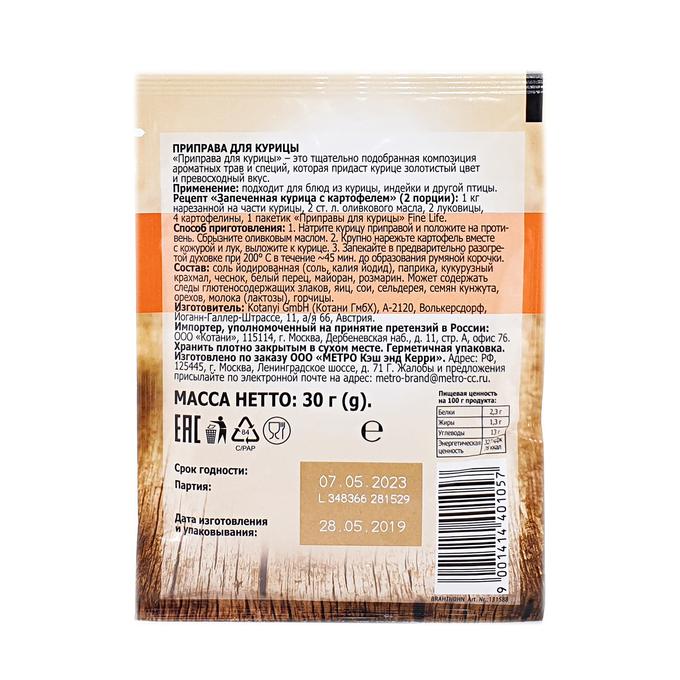 ПРИПРАВА ДЛЯ КУРИЦЫ
«Приправа для курицы» – это тщательно подобранная композиция
ароматных трав и специй, которая придаст курице золотистый цвет
и превосходный вкус.
Применение: подходит для блюд из курицы, индейки и другой птицы.
Рецепт «Запеченная курица с картофелем» (2 порции): 1 кг
нарезанной на части курицы, 2 ст. л. оливкового масла, 2 луковицы,
4 картофелины, 1 пакетик «Приправы для курицы» Fine Life.
Способ приготовления: 1. Натрите курицу приправой и положите на проти-
вень. Сбрызните оливковым маслом. 2. Крупно нарежьте картофель вместе
с кожурой и лук, выложите к курице. 3. Запекайте в предварительно разогре-
той духовке при 200° С в течение ~45 мин. до образования румяной корочки.
Состав: соль йодированная (соль, калия йодид), паприка, кукурузный
крахмал, чеснок, белый перец, майоран, розмарин. Может содержать
следы глютеносодержащих злаков, яиц, сои, сельдерея, семян кунжута,
орехов, молока (лактозы), горчицы.
Изготовитель: Kotanyi GmbH (Котани ГмбХ), A-2120, Волькерсдорф,
Йоганн-Галлер-Штрассе, 11, а/я 66, Австрия.
Импортер, уполномоченный на принятие претензий в России:
ООО «Котани», 115114, г. Москва, Дербеневская наб., д. 11, стр. А, офис 76.
Хранить плотно закрытым в сухом месте. Герметичная упаковка.
Изготовлено по заказу ООО «МЕТРО Кэш энд Керри». Адрес: РФ,
125445, г. Москва, Ленинградское шоссе, д. 71 Г. Жалобы и предложения
присылайте по электронной почте на адрес: metro-brand@metro-cc.ru.
МАССА НЕТТО: 30 г (g).
Пищевая ценность
на 100 г продукта:
Белки 2,3 г
Жиры 1,3 г
Углеводы 13 г
Энергетическая
ценность
EAC
84
C/PAP
℮
Срок годности:
07.05.2023
Партия:
L 348366 281529
Дата изготовления
и упаковывания:
28.05.2019
9 001414 401057
Art. Nr.: 131588